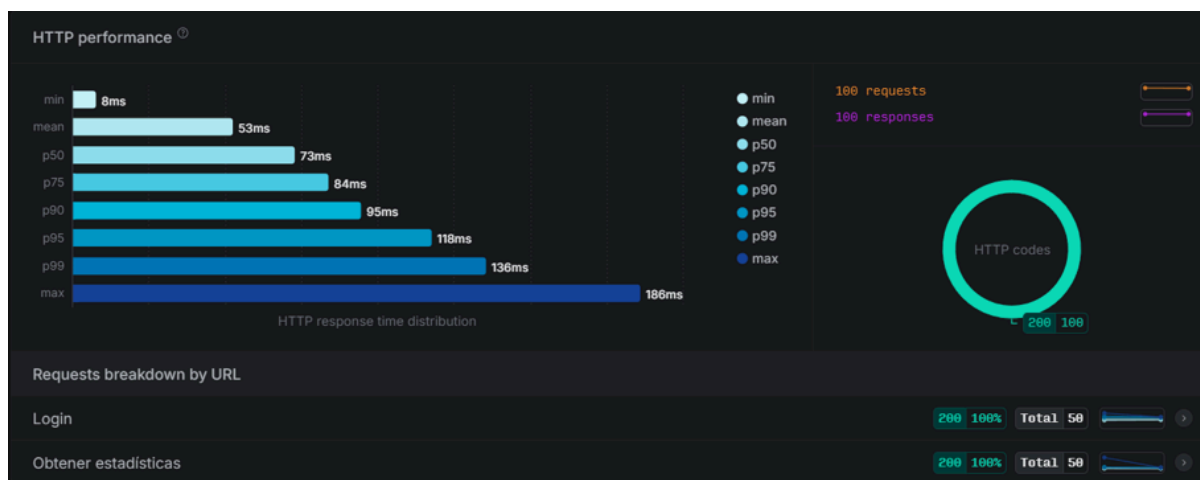 HTTP performance ?
min 8ms
mean 53ms
p50 73ms
p75 84ms
p90 95ms
p95 118ms
p99 136ms
max 186ms
HTTP response time distribution
min
mean
p50
p75
p90
p95
p99
max
100 requests
100 responses
HTTP codes
200 100
Requests breakdown by URL
Login 200 100% Total 50
Obtener estadísticas 200 100% Total 50